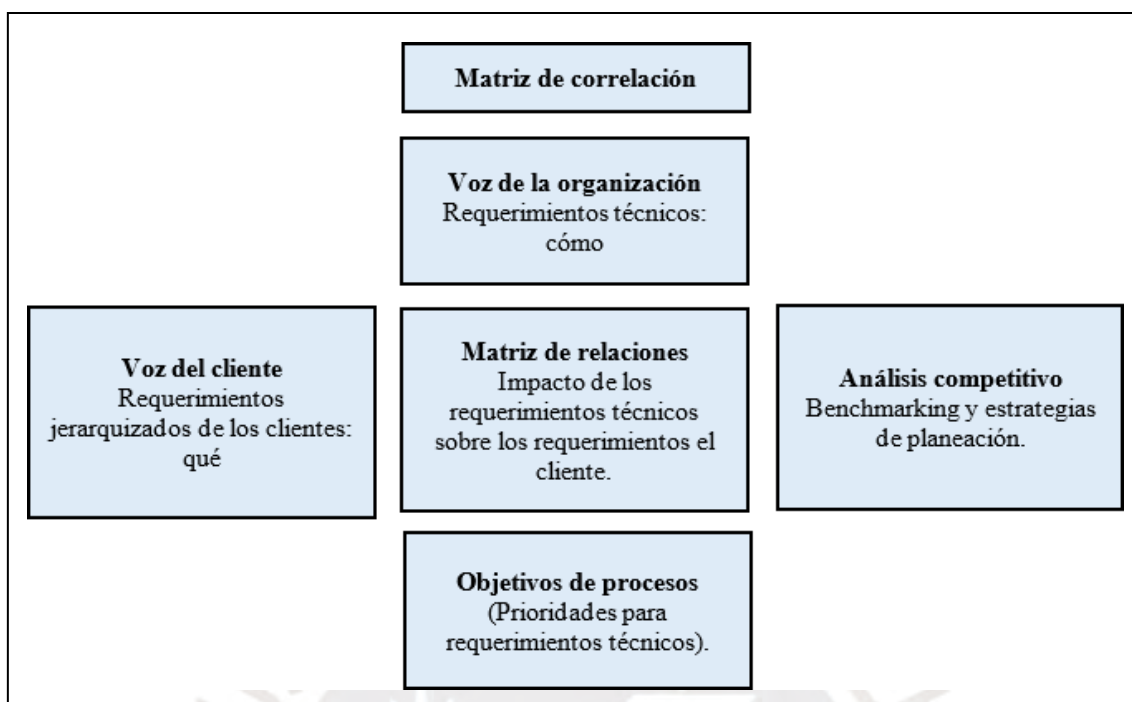 Matriz de correlación
Voz de la organización
Requerimientos técnicos:
cómo
Voz del cliente
Requerimientos
jerarquizados de los clientes:
qué
Matriz de relaciones
Impacto de los
requerimientos técnicos
sobre los requerimientos el
cliente.
Análisis competitivo
Benchmarking y estrategias
de planeación.
Objetivos de procesos
(Prioridades para
requerimientos técnicos).